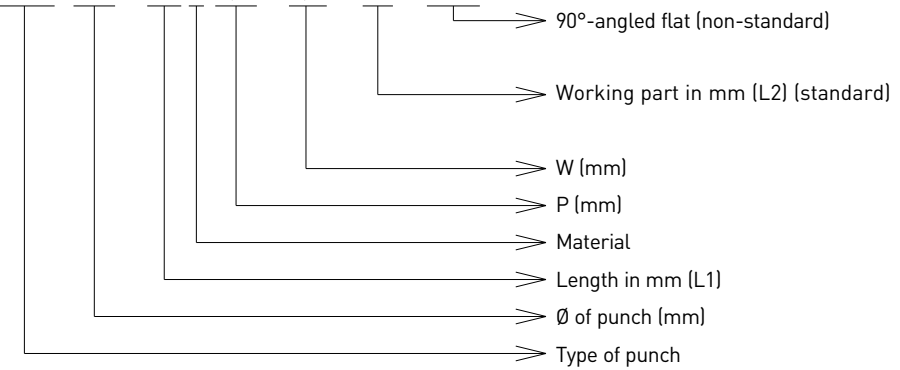 90°-angled flat (non-standard)
Working part in mm (L2) (standard)
W (mm)
P (mm)
Material
Length in mm (L1)
Ø of punch (mm)
Type of punch